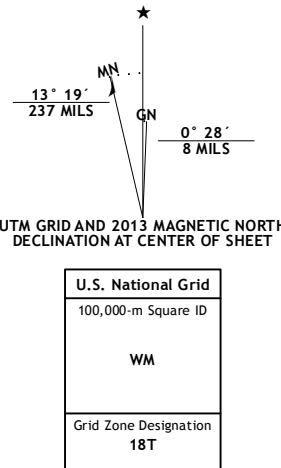 ★
MN
13° 19´
237 MILS
GN
0° 28´
8 MILS
UTM GRID AND 2013 MAGNETIC NORTH
DECLINATION AT CENTER OF SHEET
U.S. National Grid
100,000-m Square ID
WM
Grid Zone Designation
18T